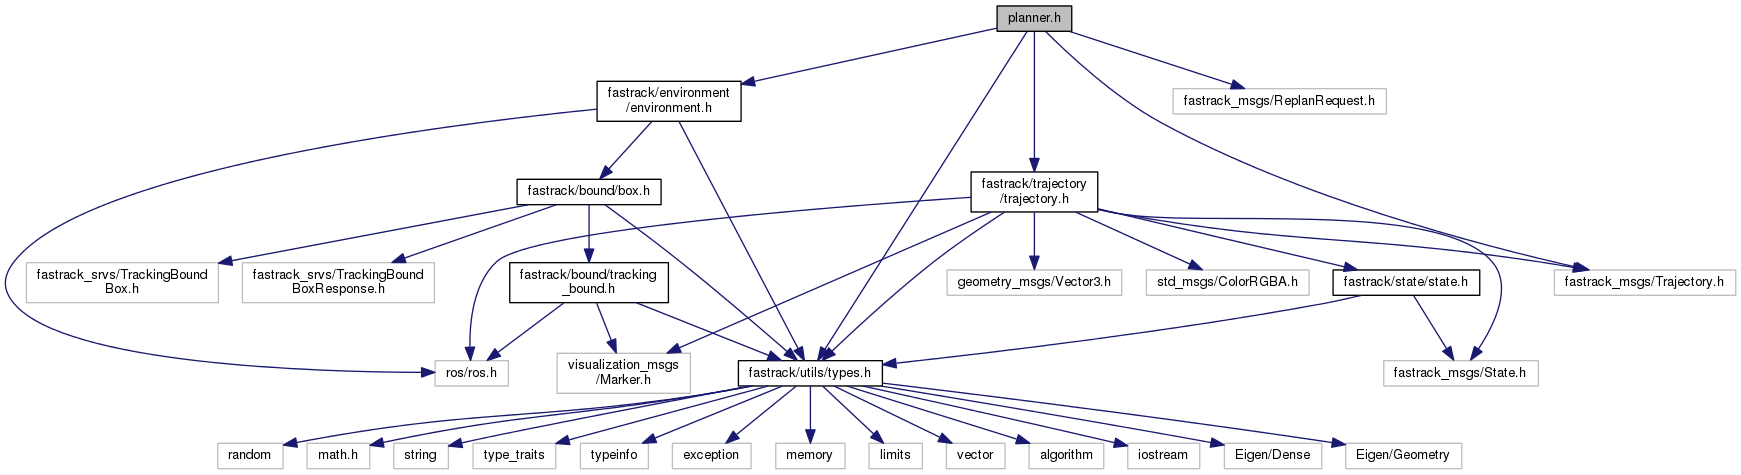 planner.h
fastrack/environment
/environment.h
fastrack_msgs/ReplanRequest.h
fastrack/bound/box.h
fastrack/trajectory
/trajectory.h
fastrack_srvs/TrackingBound
Box.h
fastrack_srvs/TrackingBound
BoxResponse.h
fastrack/bound/tracking
_bound.h
geometry_msgs/Vector3.h
std_msgs/ColorRGBA.h
fastrack/state/state.h
fastrack_msgs/Trajectory.h
ros/ros.h
visualization_msgs
/Marker.h
fastrack/utils/types.h
fastrack_msgs/State.h
random
math.h
string
type_traits
typeinfo
exception
memory
limits
vector
algorithm
iostream
Eigen/Dense
Eigen/Geometry